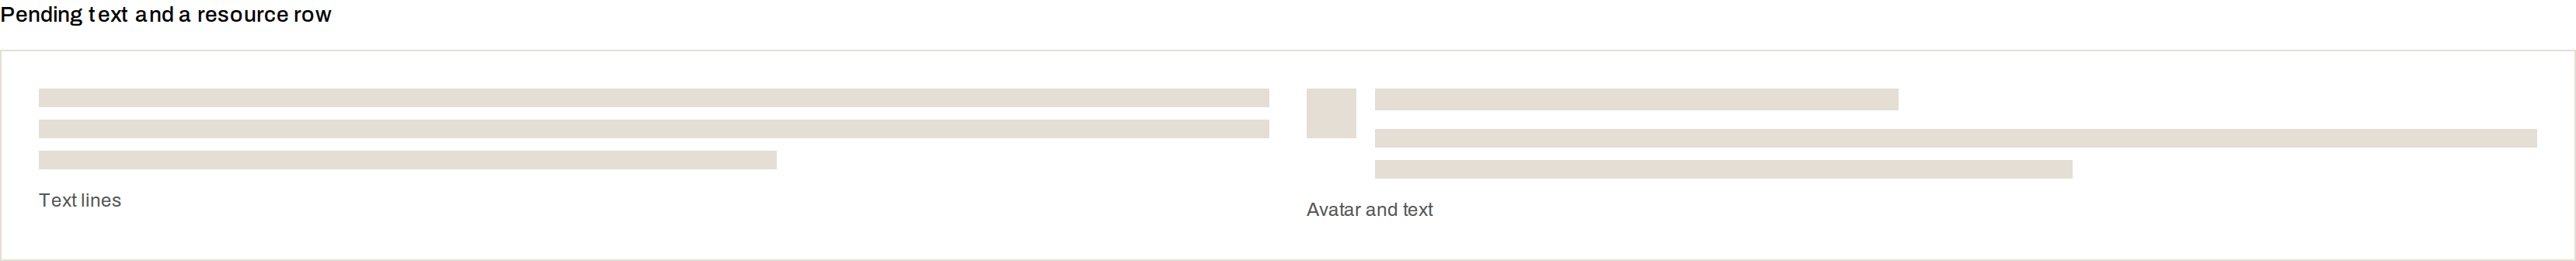 Pending text and a resource row
Text lines
Avatar and text